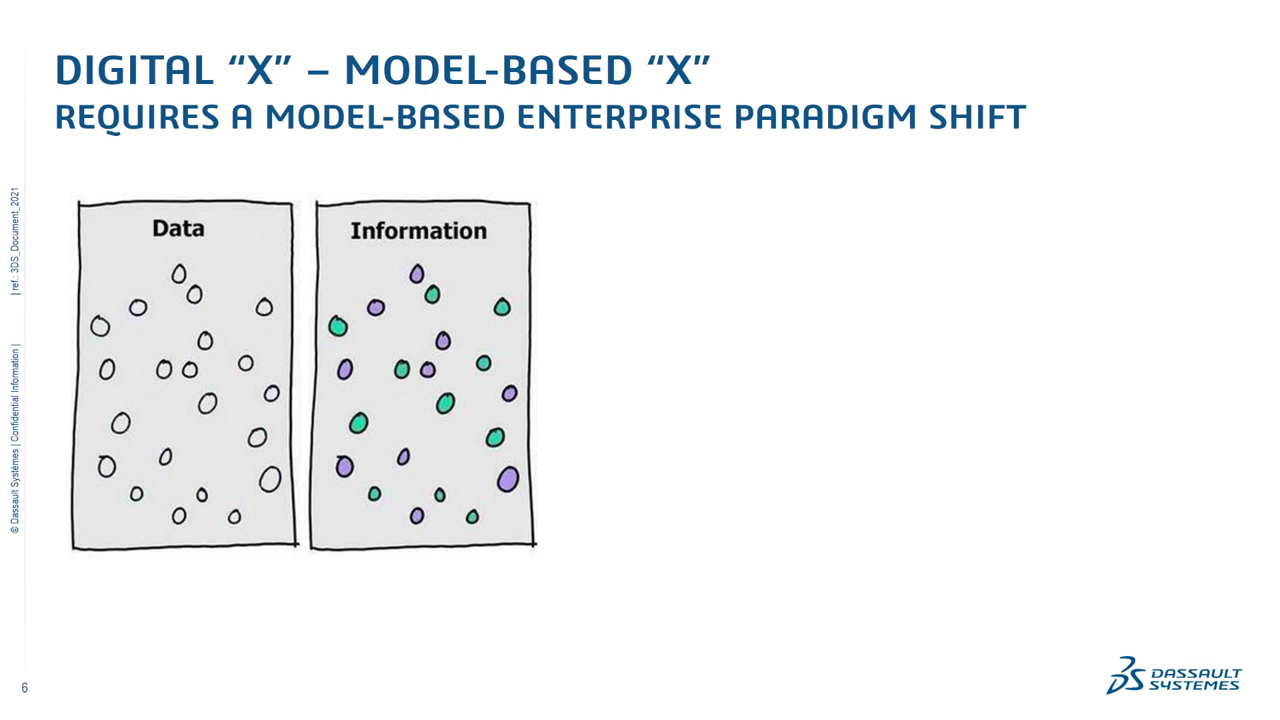 DIGITAL “X” – MODEL-BASED “X”
REQUIRES A MODEL-BASED ENTERPRISE PARADIGM SHIFT
Data
Information
© Dassault Systèmes | Confidential Information | | ref.: 3DS_Document_2021
6
3DS DASSAULT
SYSTEMES